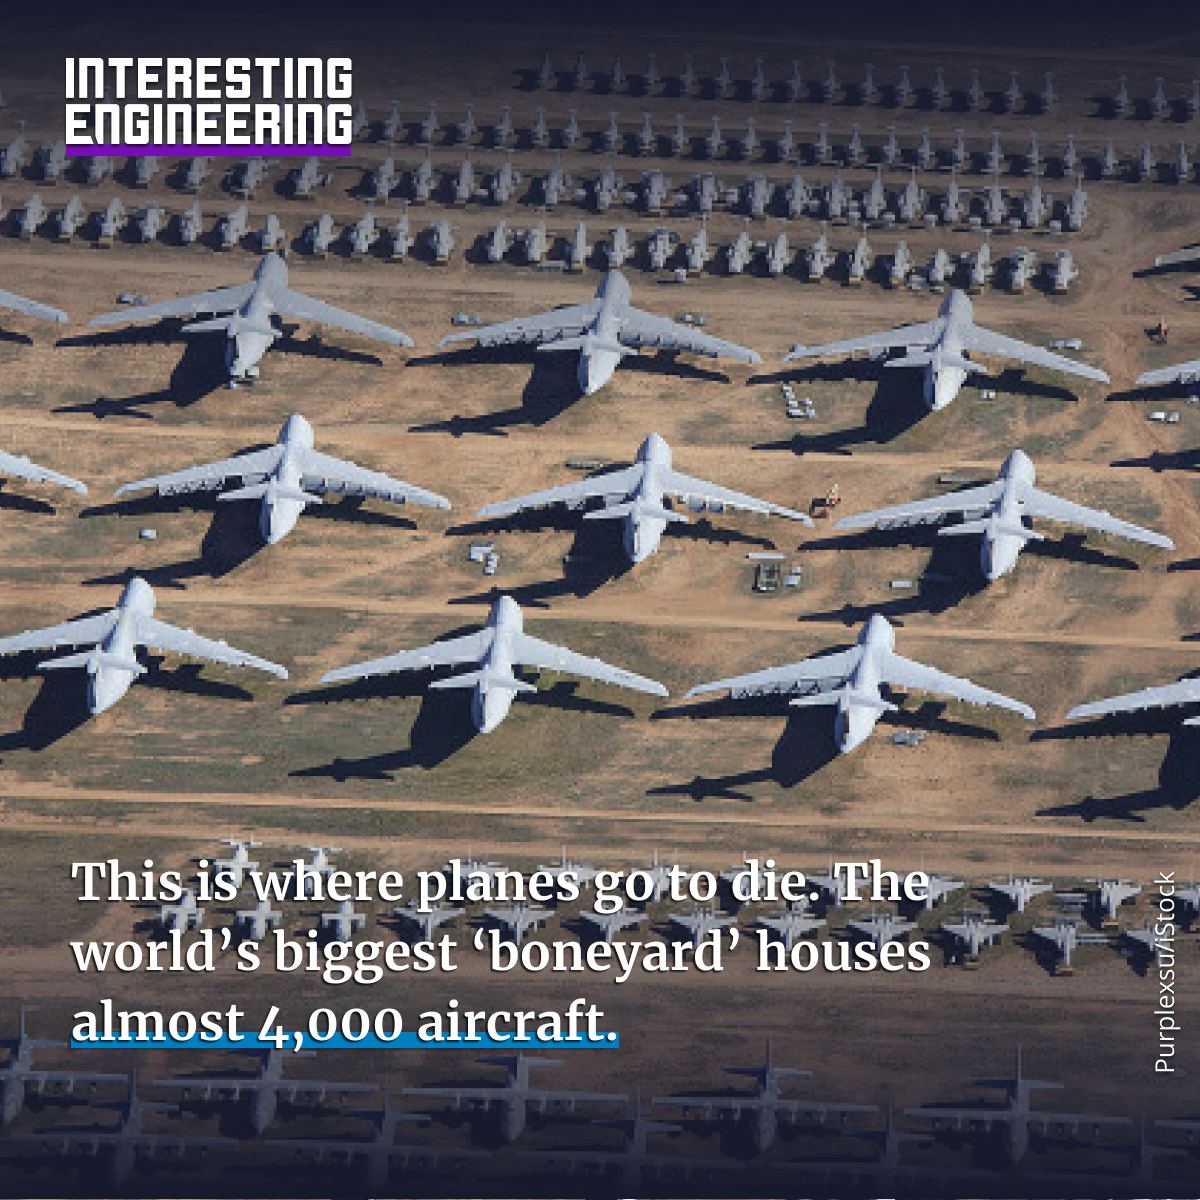 INTERESTING
ENGINEERING
This is where planes go to die. The
world’s biggest ‘boneyard’ houses
almost 4,000 aircraft.
Purplexsu/iStock